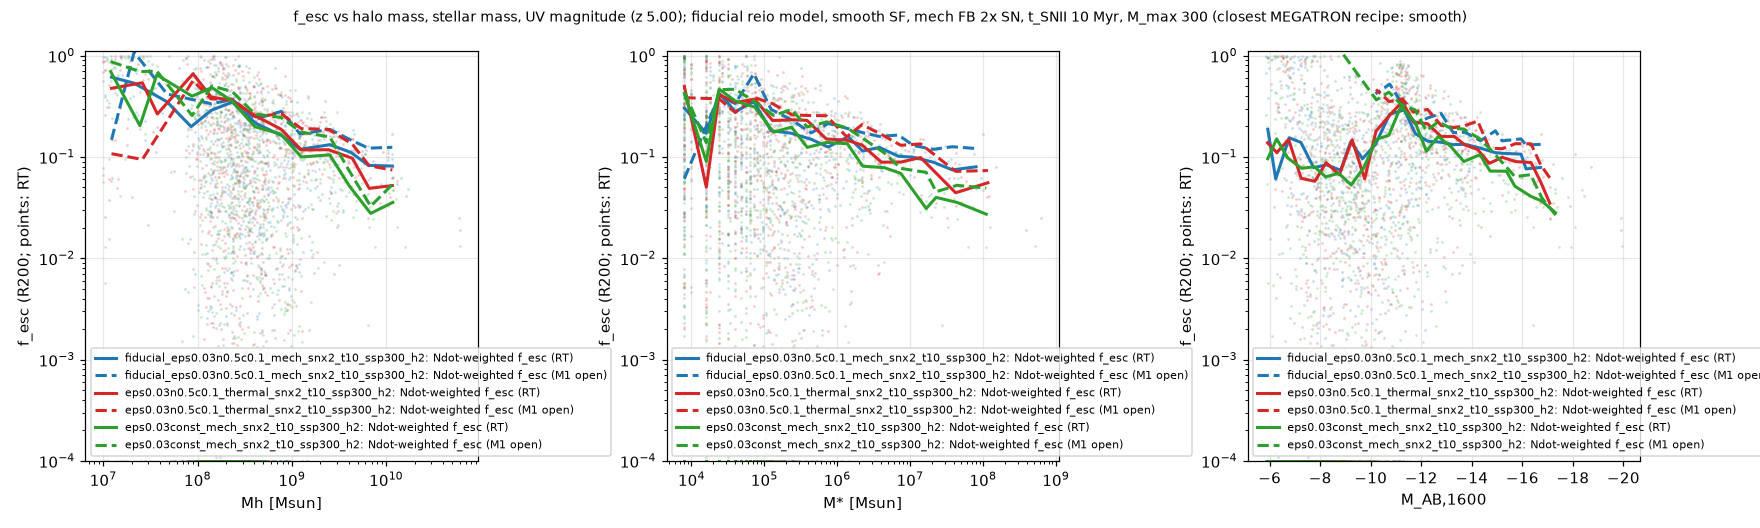 f_esc vs halo mass, stellar mass, UV magnitude (z 5.00); fiducial reio model, smooth SF, mech FB 2x SN, t_SNII 10 Myr, M_max 300 (closest MEGATRON recipe: smooth)
f_esc (R200; points: RT)
10^0
10^-1
10^-2
10^-3
10^-4
fiducial_eps0.03n0.5c0.1_mech_snx2_t10_ssp300_h2: Ndot-weighted f_esc (RT)
fiducial_eps0.03n0.5c0.1_mech_snx2_t10_ssp300_h2: Ndot-weighted f_esc (M1 open)
eps0.03n0.5c0.1_thermal_snx2_t10_ssp300_h2: Ndot-weighted f_esc (RT)
eps0.03n0.5c0.1_thermal_snx2_t10_ssp300_h2: Ndot-weighted f_esc (M1 open)
eps0.03const_mech_snx2_t10_ssp300_h2: Ndot-weighted f_esc (RT)
eps0.03const_mech_snx2_t10_ssp300_h2: Ndot-weighted f_esc (M1 open)
10^7 10^8 10^9 10^10
Mh [Msun]
f_esc (R200; points: RT)
10^0
10^-1
10^-2
10^-3
10^-4
fiducial_eps0.03n0.5c0.1_mech_snx2_t10_ssp300_h2: Ndot-weighted f_esc (RT)
fiducial_eps0.03n0.5c0.1_mech_snx2_t10_ssp300_h2: Ndot-weighted f_esc (M1 open)
eps0.03n0.5c0.1_thermal_snx2_t10_ssp300_h2: Ndot-weighted f_esc (RT)
eps0.03n0.5c0.1_thermal_snx2_t10_ssp300_h2: Ndot-weighted f_esc (M1 open)
eps0.03const_mech_snx2_t10_ssp300_h2: Ndot-weighted f_esc (RT)
eps0.03const_mech_snx2_t10_ssp300_h2: Ndot-weighted f_esc (M1 open)
10^4 10^5 10^6 10^7 10^8 10^9
M* [Msun]
f_esc (R200; points: RT)
10^0
10^-1
10^-2
10^-3
10^-4
fiducial_eps0.03n0.5c0.1_mech_snx2_t10_ssp300_h2: Ndot-weighted f_esc (RT)
fiducial_eps0.03n0.5c0.1_mech_snx2_t10_ssp300_h2: Ndot-weighted f_esc (M1 ope
eps0.03n0.5c0.1_thermal_snx2_t10_ssp300_h2: Ndot-weighted f_esc (RT)
eps0.03n0.5c0.1_thermal_snx2_t10_ssp300_h2: Ndot-weighted f_esc (M1 open)
eps0.03const_mech_snx2_t10_ssp300_h2: Ndot-weighted f_esc (RT)
eps0.03const_mech_snx2_t10_ssp300_h2: Ndot-weighted f_esc (M1 open)
−6 −8 −10 −12 −14 −16 −18 −20
M_AB,1600